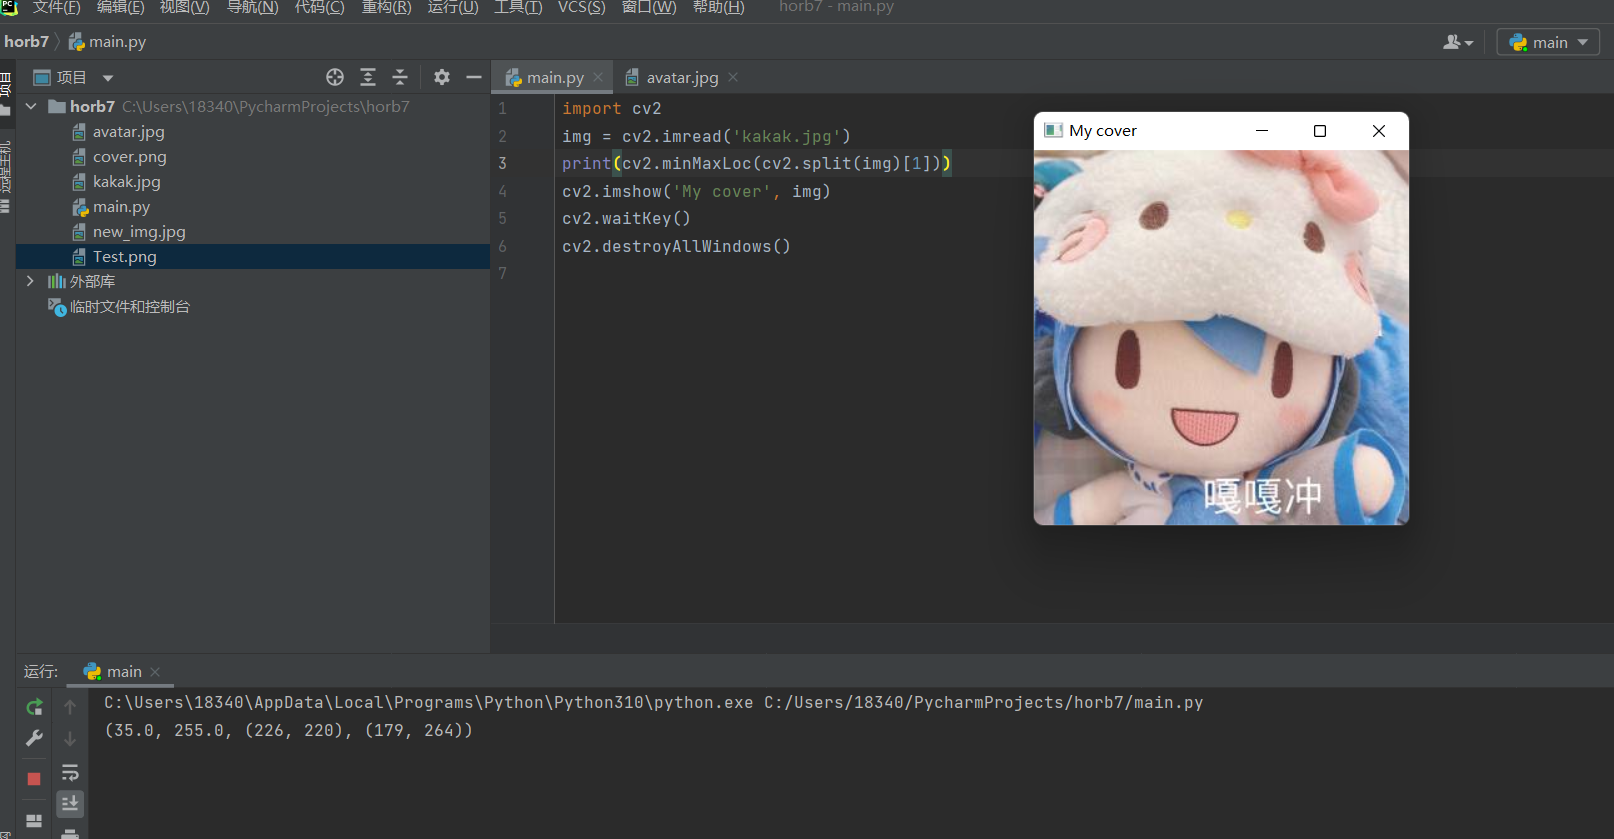 文件(F) 编辑(E) 视图(V) 导航(N) 代码(C) 重构(R) 运行(U) 工具(T) VCS(S) 窗口(W) 帮助(H) horb7 - main.py
horb7 main.py
main
项目
项目
main.py
avatar.jpg
horb7 C:\Users\18340\PycharmProjects\horb7
avatar.jpg
cover.png
kakak.jpg
main.py
new_img.jpg
Test.png
外部库
临时文件和控制台
远程主机
1 import cv2
2 img = cv2.imread('kakak.jpg')
3 print(cv2.minMaxLoc(cv2.split(img)[1]))
4 cv2.imshow('My cover', img)
5 cv2.waitKey()
6 cv2.destroyAllWindows()
7
My cover
嘎嘎冲
运行: main
C:\Users\18340\AppData\Local\Programs\Python\Python310\python.exe C:/Users/18340/PycharmProjects/horb7/main.py
(35.0, 255.0, (226, 220), (179, 264))